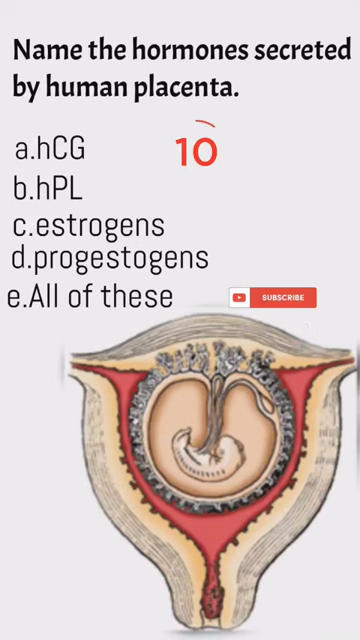 Name the hormones secreted
by human placenta.
a.hCG
10
b.hPL
c.estrogens
d.progestogens
e.All of these
SUBSCRIBE